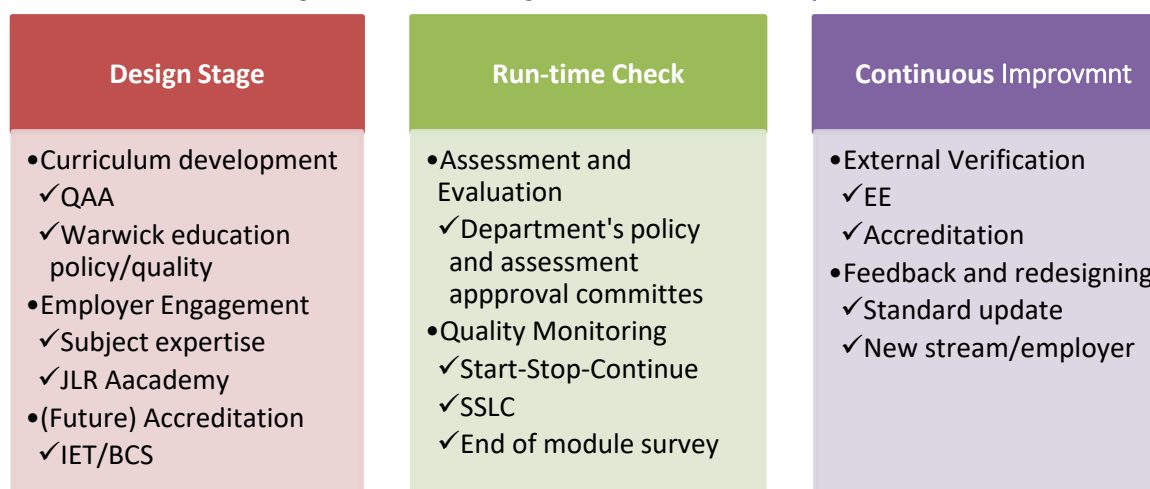 Design Stage
•Curriculum development
✓QAA
✓Warwick education
policy/quality
•Employer Engagement
✓Subject expertise
✓JLR Aacademy
•(Future) Accreditation
✓IET/BCS
Run-time Check
•Assessment and
Evaluation
✓Department's policy
and assessment
appproval committes
•Quality Monitoring
✓Start-Stop-Continue
✓SSLC
✓End of module survey
Continuous Improvmnt
•External Verification
✓EE
✓Accreditation
•Feedback and redesigning
✓Standard update
✓New stream/employer